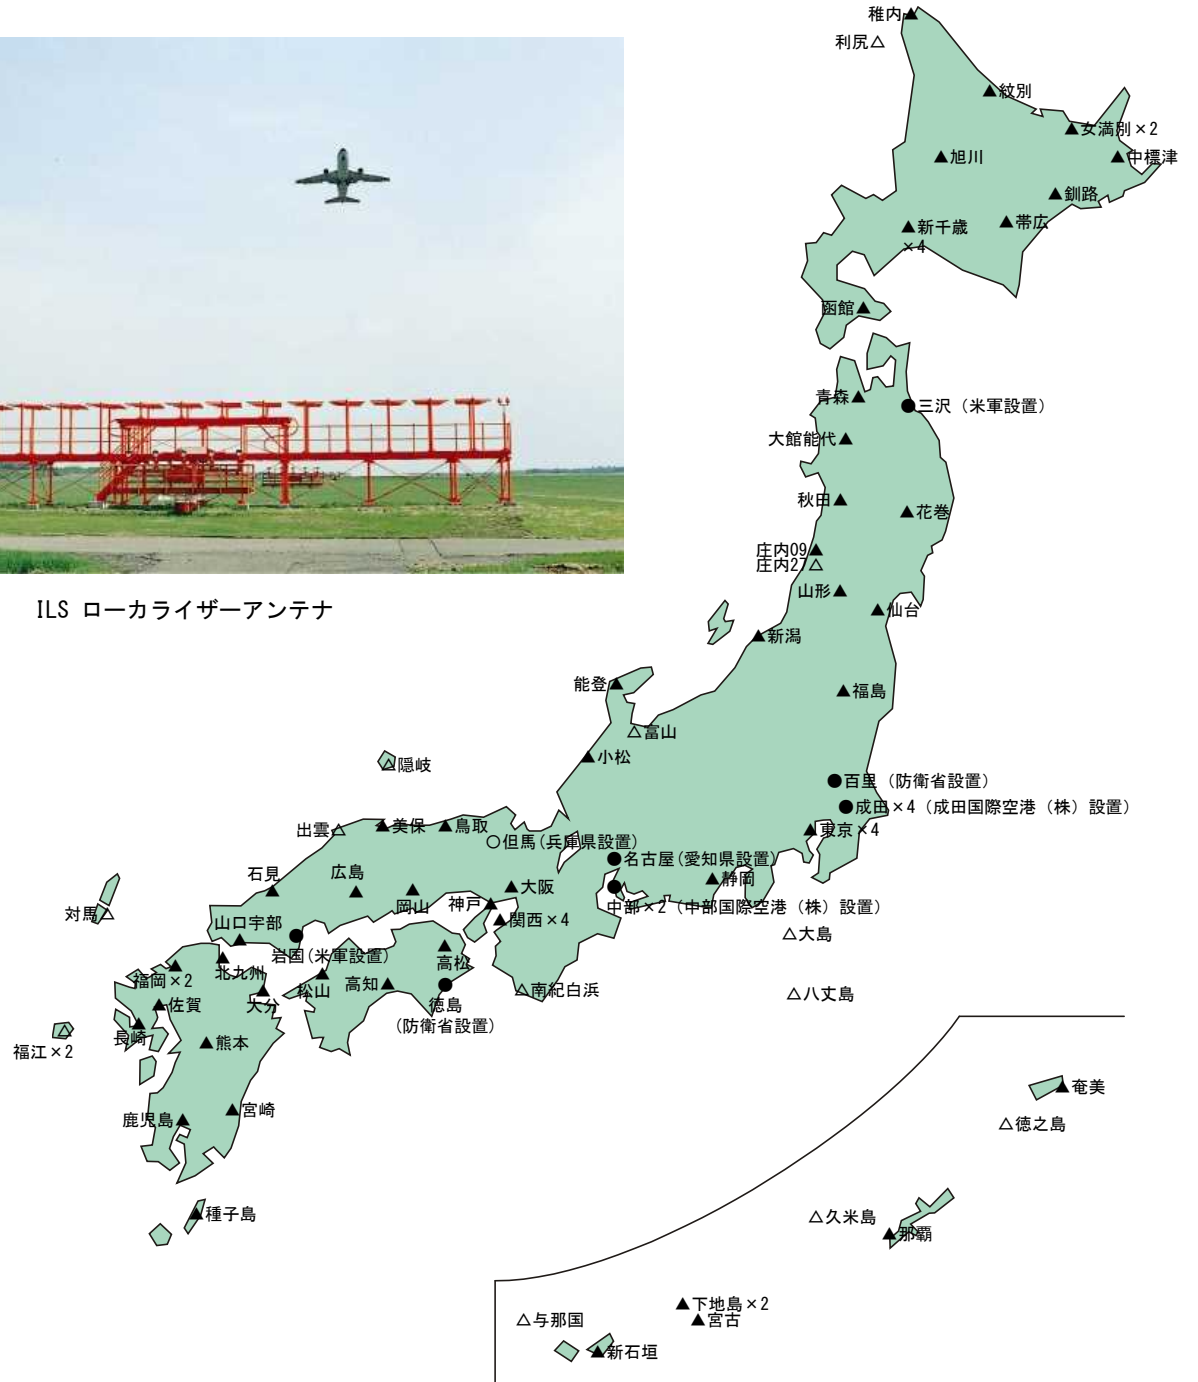 稚内▲
利尻△
▲紋別
▲女満別×2
▲旭川
▲中標津
▲釧路
▲帯広
▲新千歳
×4
函館▲
青森▲
●三沢（米軍設置）
大館能代▲
秋田▲
▲花巻
庄内09▲
庄内27△
山形▲
▲仙台
ILS ローカライザーアンテナ
▲新潟
能登▲
▲福島
△富山
▲小松
△隠岐
●百里（防衛省設置）
●成田×4（成田国際空港（株）設置）
▲東京×4
出雲△
▲美保
▲鳥取
○但馬(兵庫県設置)
●名古屋(愛知県設置)
石見▲
広島▲
岡山▲
▲大阪
▲静岡
神戸▲
●中部×2（中部国際空港（株）設置）
対馬△
▲関西×4
山口宇部▲
△大島
●岩国(米軍設置)
▲高松
▲北九州
福岡×2▲
▲松山
高知▲
●徳島
(防衛省設置)
△南紀白浜
△八丈島
▲大分
▲佐賀
長崎▲
福江×2△
▲熊本
▲宮崎
鹿児島▲
▲種子島
▲奄美
△徳之島
△久米島
▲那覇
▲下地島×2
▲宮古
△与那国
▲新石垣